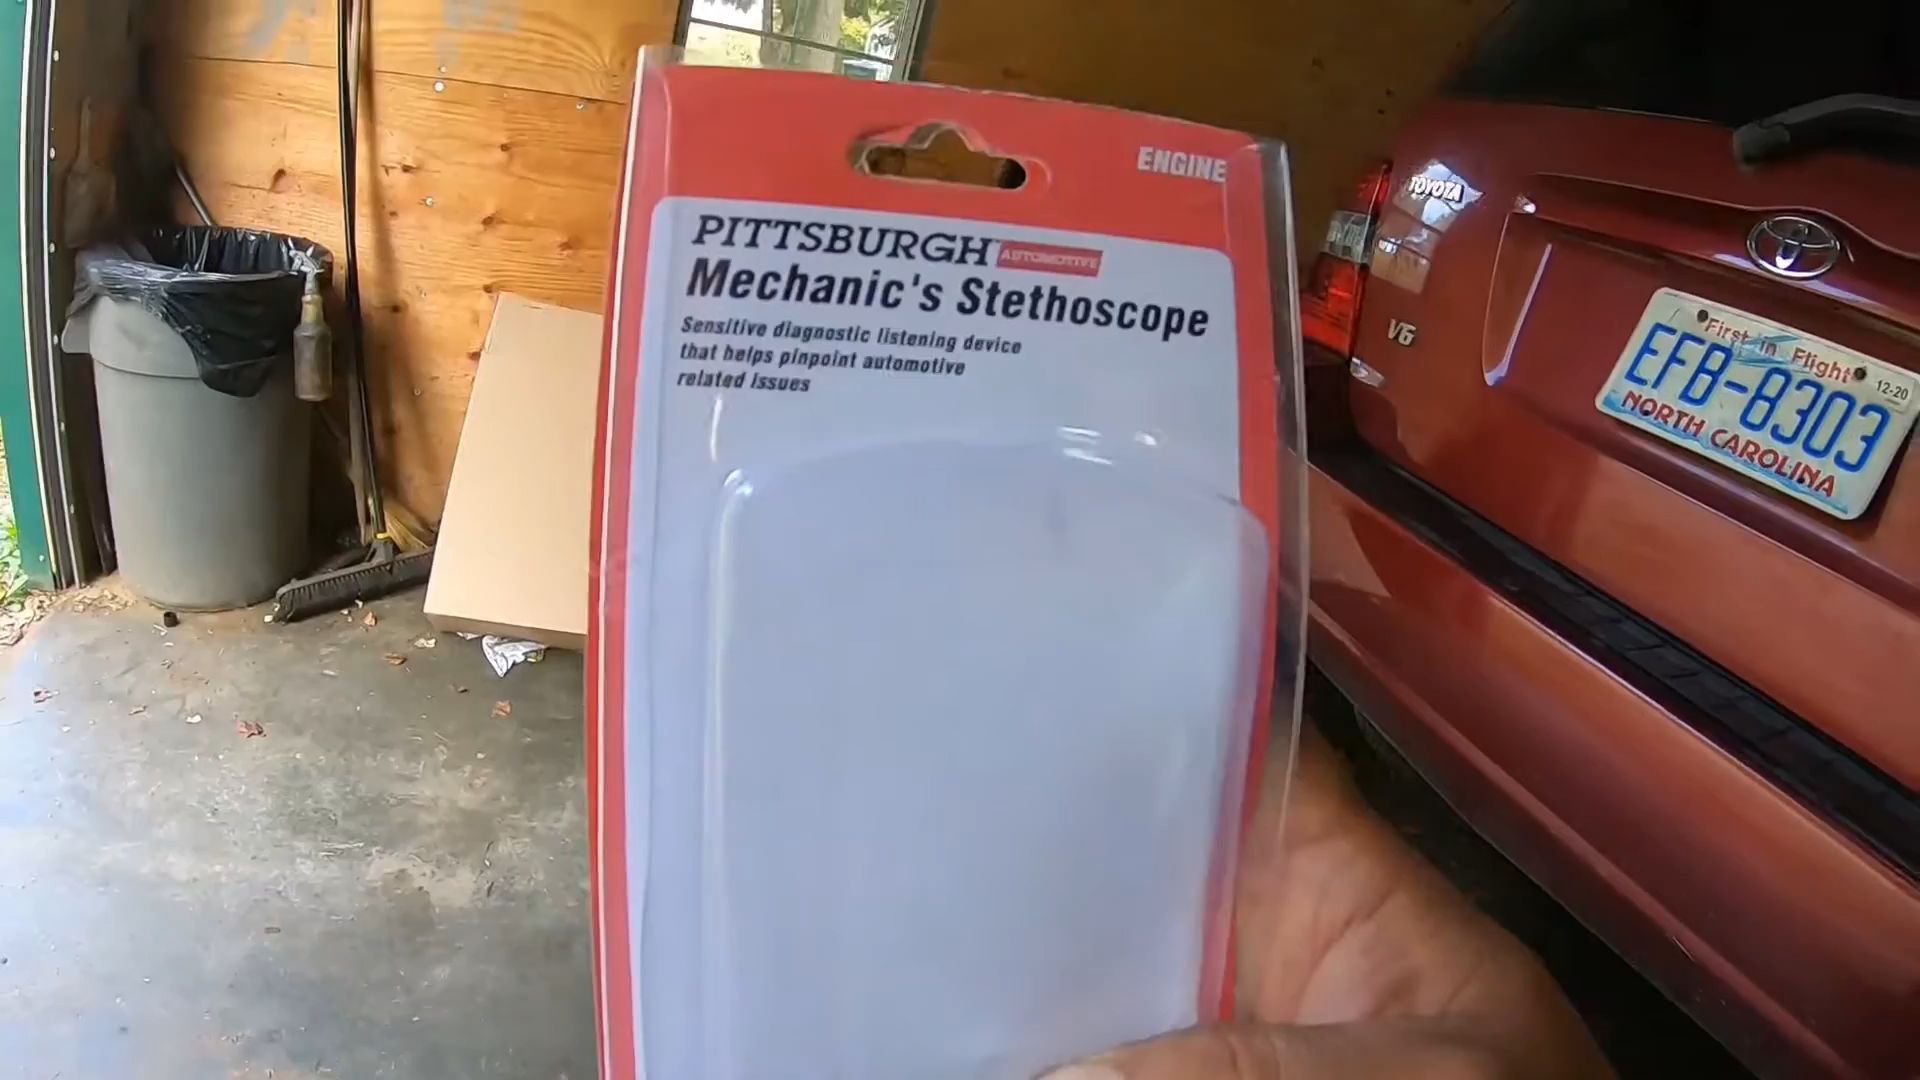 ENGINE
PITTSBURGH AUTOMOTIVE
Mechanic's Stethoscope
Sensitive diagnostic listening device
that helps pinpoint automotive
related issues
TOYOTA
V6
First in Flight
12-20
EFB-8303
NORTH CAROLINA